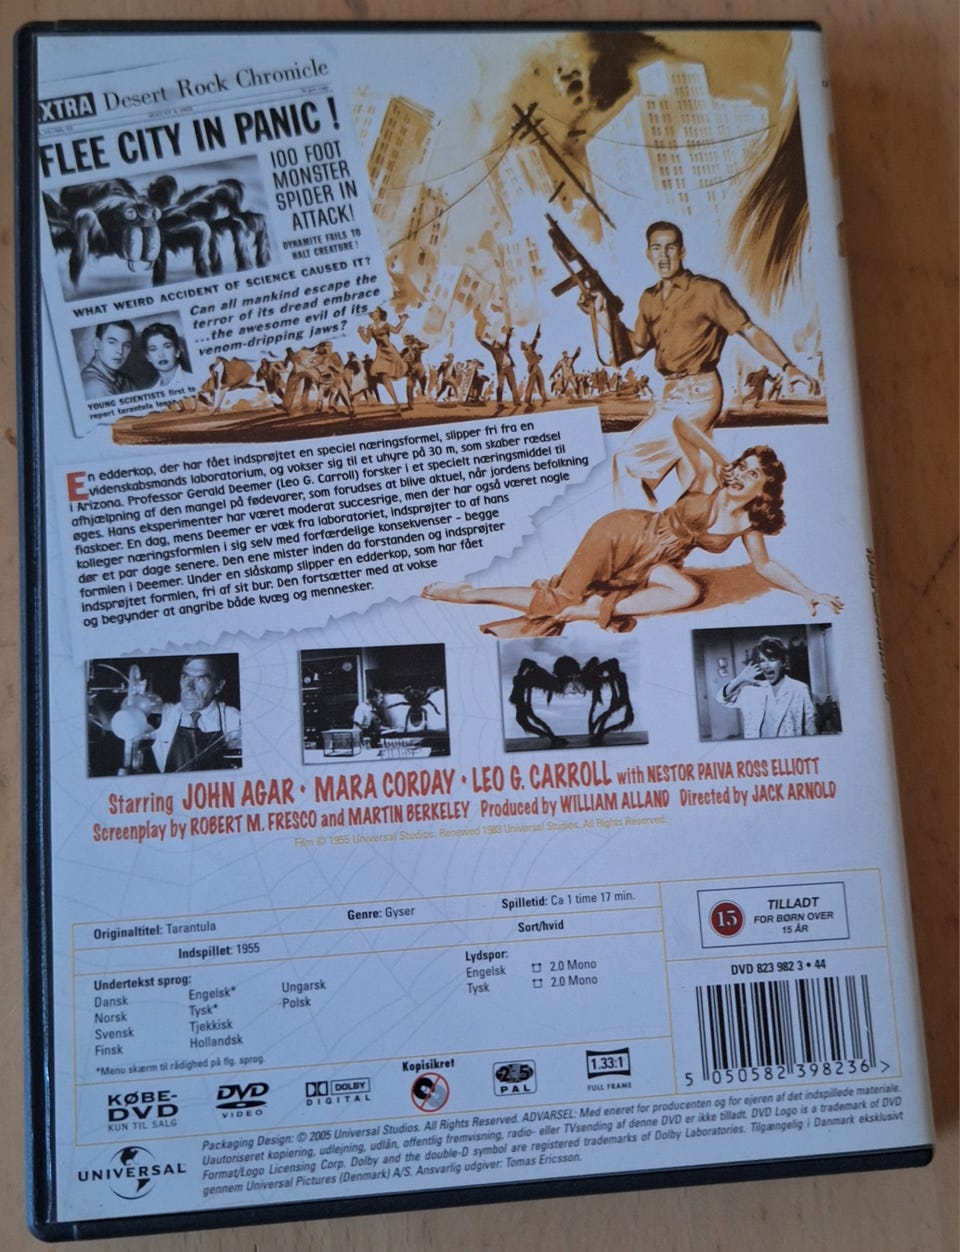 EXTRA Desert Rock Chronicle
FLEE CITY IN PANIC !
100 FOOT
MONSTER
SPIDER IN
ATTACK!
DYNAMITE FAILS TO
HALT CREATURE!
WHAT WEIRD ACCIDENT OF SCIENCE CAUSED IT?
Can all mankind escape the
terror of its dread embrace
...the awesome evil of its
venom-dripping jaws?
YOUNG SCIENTISTS first to
report tarantula
En edderkop, der har fået indsprøjtet en speciel næringsformel, slipper fri fra en
videnskabsmands laboratorium, og vokser sig til et uhyre på 30 m, som skaber rædsel
i Arizona. Professor Gerald Deemer (Leo G. Carroll) forsker i et specielt næringsmiddel til
afhjælpning af den mangel på fødevarer, som forudses at blive aktuel, når jordens befolkning
øges. Hans eksperimenter har været moderat succesrige, men der har også været nogle
fiaskoer. En dag, mens Deemer er væk fra laboratoriet, indsprøjter to af hans
kolleger næringsformlen i sig selv med forfærdelige konsekvenser - begge
dør et par dage senere. Den ene mister inden da forstanden og indsprøjter
formlen i Deemer. Under en slåskamp slipper en edderkop, som har fået
indsprøjtet formlen, fri af sit bur. Den fortsætter med at vokse
og begynder at angribe både kvæg og mennesker.
Starring JOHN AGAR · MARA CORDAY · LEO G. CARROLL with NESTOR PAIVA ROSS ELLIOTT
Screenplay by ROBERT M. FRESCO and MARTIN BERKELEY Produced by WILLIAM ALLAND Directed by JACK ARNOLD
Film © 1955 Universal Studios. Renewed 1983 Universal Studios. All Rights Reserved.
Originaltitel: Tarantula
Genre: Gyser
Spilletid: Ca 1 time 17 min.
Indspillet: 1955
Sort/hvid
Undertekst sprog:
Dansk
Norsk
Svensk
Finsk
Engelsk*
Tysk*
Tjekkisk
Hollandsk
Ungarsk
Polsk
*Menu skærm til rådighed på flg. sprog.
Lydspor:
Engelsk 2.0 Mono
Tysk 2.0 Mono
15
TILLADT
FOR BØRN OVER
15 ÅR
DVD 823 982 3 • 44
5 050582 398236 >
KØBE-
DVD
KUN TIL SALG
DVD
VIDEO
DOLBY
DIGITAL
Kopisikret
2 5
PAL
1.33:1
FULL FRAME
UNIVERSAL
Packaging Design: © 2005 Universal Studios. All Rights Reserved. ADVARSEL: Med eneret for producenten og for ejeren af det indspillede materiale.
Uautoriseret kopiering, udlejning, udlån, offentlig fremvisning, radio- eller TVsending af denne DVD er ikke tilladt. DVD Logo is a trademark of DVD
Format/Logo Licensing Corp. Dolby and the double-D symbol are registered trademarks of Dolby Laboratories. Tilgængelig i Danmark eksklusivt
gennem Universal Pictures (Denmark) A/S. Ansvarlig udgiver: Tomas Ericsson.